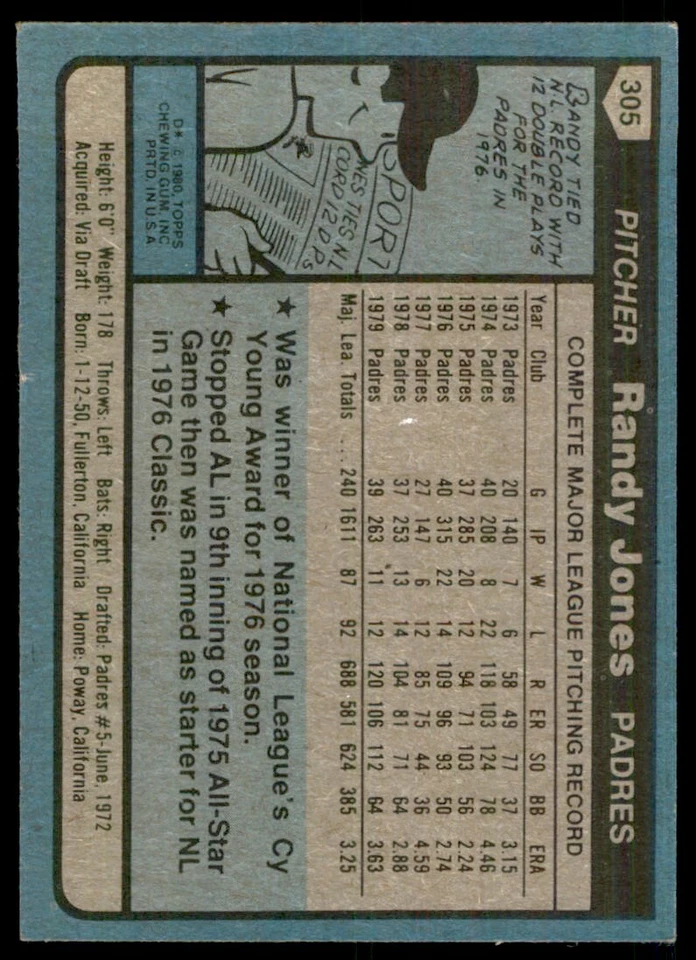 305
PITCHER Randy Jones PADRES
RANDY TIED
N.L. RECORD WITH
12 DOUBLE PLAYS
FOR THE
PADRES IN
1976.
SPORT
NES TIES N.L.
CORD 12 D.P.s
D* © 1980, TOPPS
CHEWING GUM, INC.
PRTD. IN U.S.A.
COMPLETE MAJOR LEAGUE PITCHING RECORD
Year Club G IP W L R ER SO BB ERA
1973 Padres 20 140 7 6 58 49 77 37 3.15
1974 Padres 40 208 8 22 118 103 124 78 4.46
1975 Padres 37 285 20 12 94 71 103 56 2.24
1976 Padres 40 315 22 14 109 96 93 50 2.74
1977 Padres 27 147 6 12 85 75 44 36 4.59
1978 Padres 37 253 13 14 104 81 71 64 2.88
1979 Padres 39 263 11 12 120 106 112 64 3.63
Maj. Lea. Totals .... 240 1611 87 92 688 581 624 385 3.25
★ Was winner of National League's Cy
Young Award for 1976 season.
★ Stopped AL in 9th inning of 1975 All-Star
Game then was named as starter for NL
in 1976 Classic.
Height: 6'0" Weight: 178 Throws: Left Bats: Right Drafted: Padres #5-June, 1972
Acquired: Via Draft Born: 1-12-50, Fullerton, California Home: Poway, California